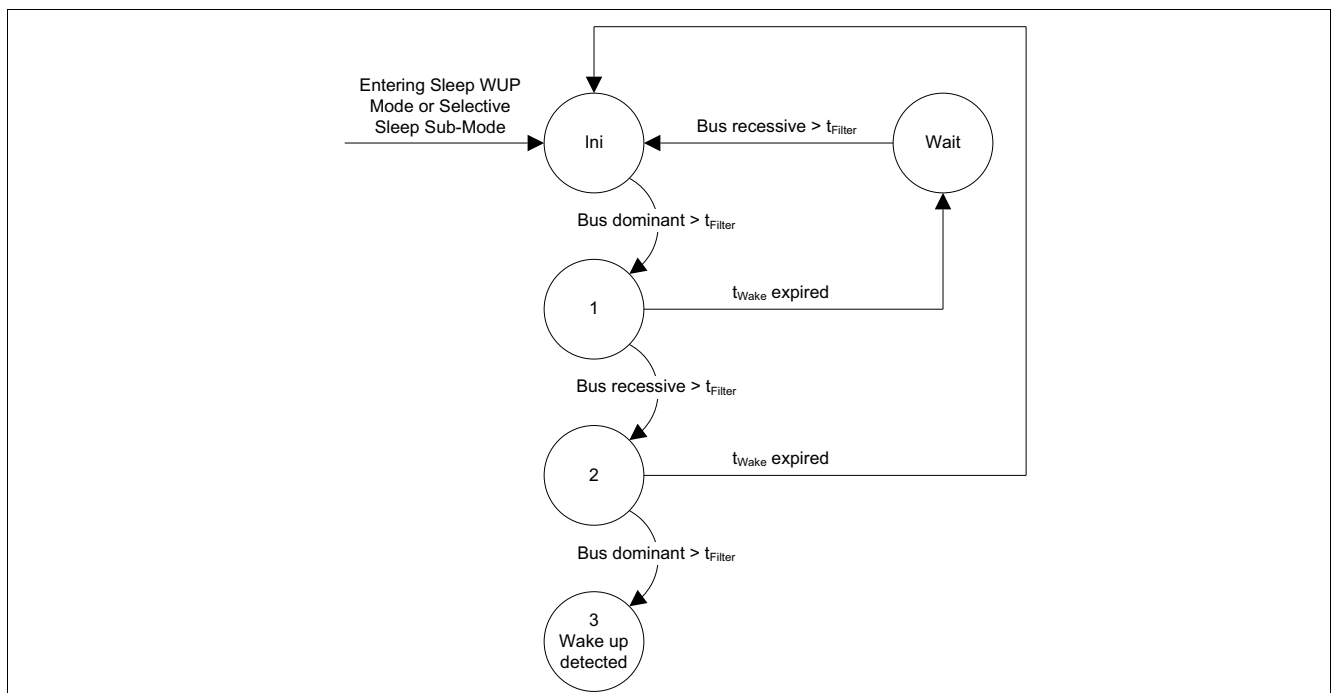 Entering Sleep WUP
Mode or Selective
Sleep Sub-Mode
Ini
Bus recessive > tFilter
Wait
Bus dominant > tFilter
1
tWake expired
Bus recessive > tFilter
2
tWake expired
Bus dominant > tFilter
3
Wake up
detected